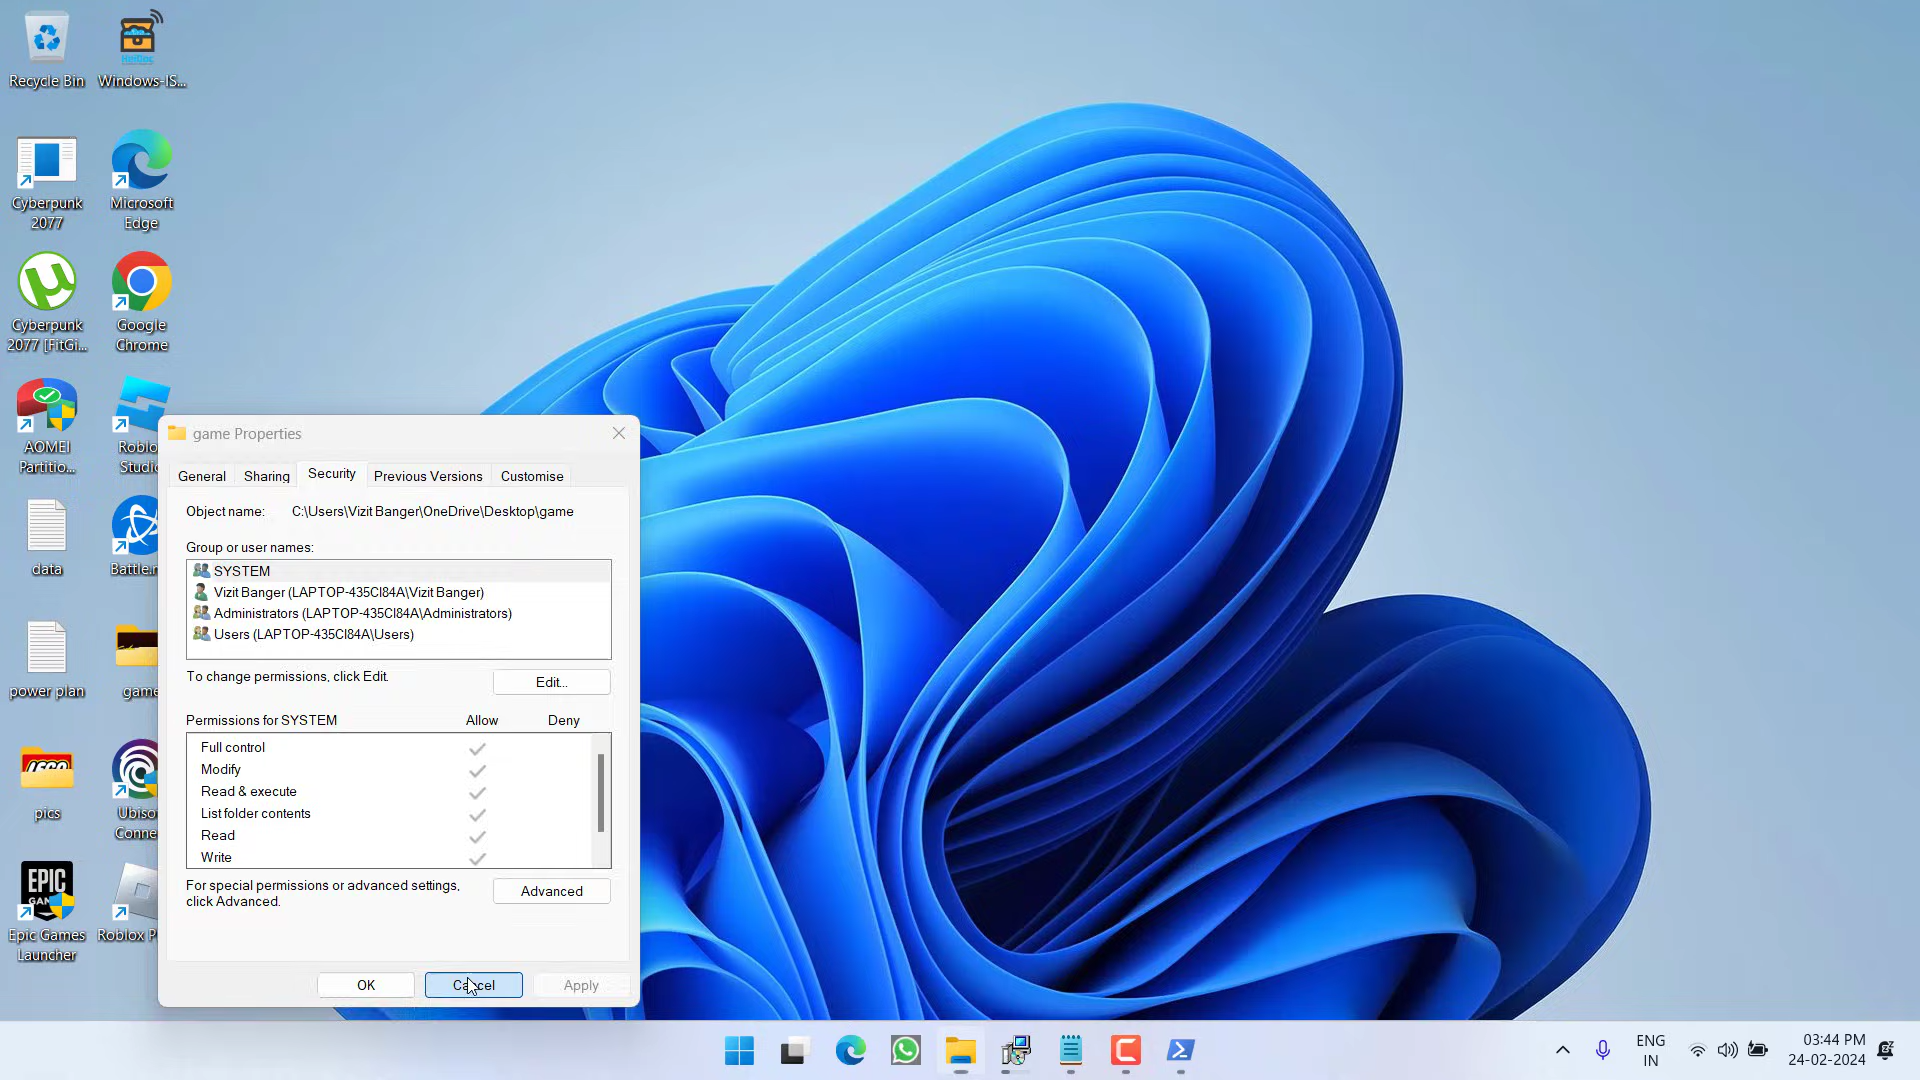 Recycle Bin
Windows-IS...
Cyberpunk
2077
Microsoft
Edge
Cyberpunk
2077 [FitGi...
Google
Chrome
AOMEI
Partitio...
Roblo
Studi
data
Battle.n
power plan
game
pics
Ubiso
Conne
EPIC
GAMES
Epic Games
Launcher
Roblox P
game Properties
General
Sharing
Security
Previous Versions
Customise
Object name: C:\Users\Vizit Banger\OneDrive\Desktop\game
Group or user names:
SYSTEM
Vizit Banger (LAPTOP-435CI84A\Vizit Banger)
Administrators (LAPTOP-435CI84A\Administrators)
Users (LAPTOP-435CI84A\Users)
To change permissions, click Edit.
Edit...
Permissions for SYSTEM Allow Deny
Full control
Modify
Read & execute
List folder contents
Read
Write
For special permissions or advanced settings,
click Advanced.
Advanced
OK
Cancel
Apply
ENG
IN
03:44 PM
24-02-2024